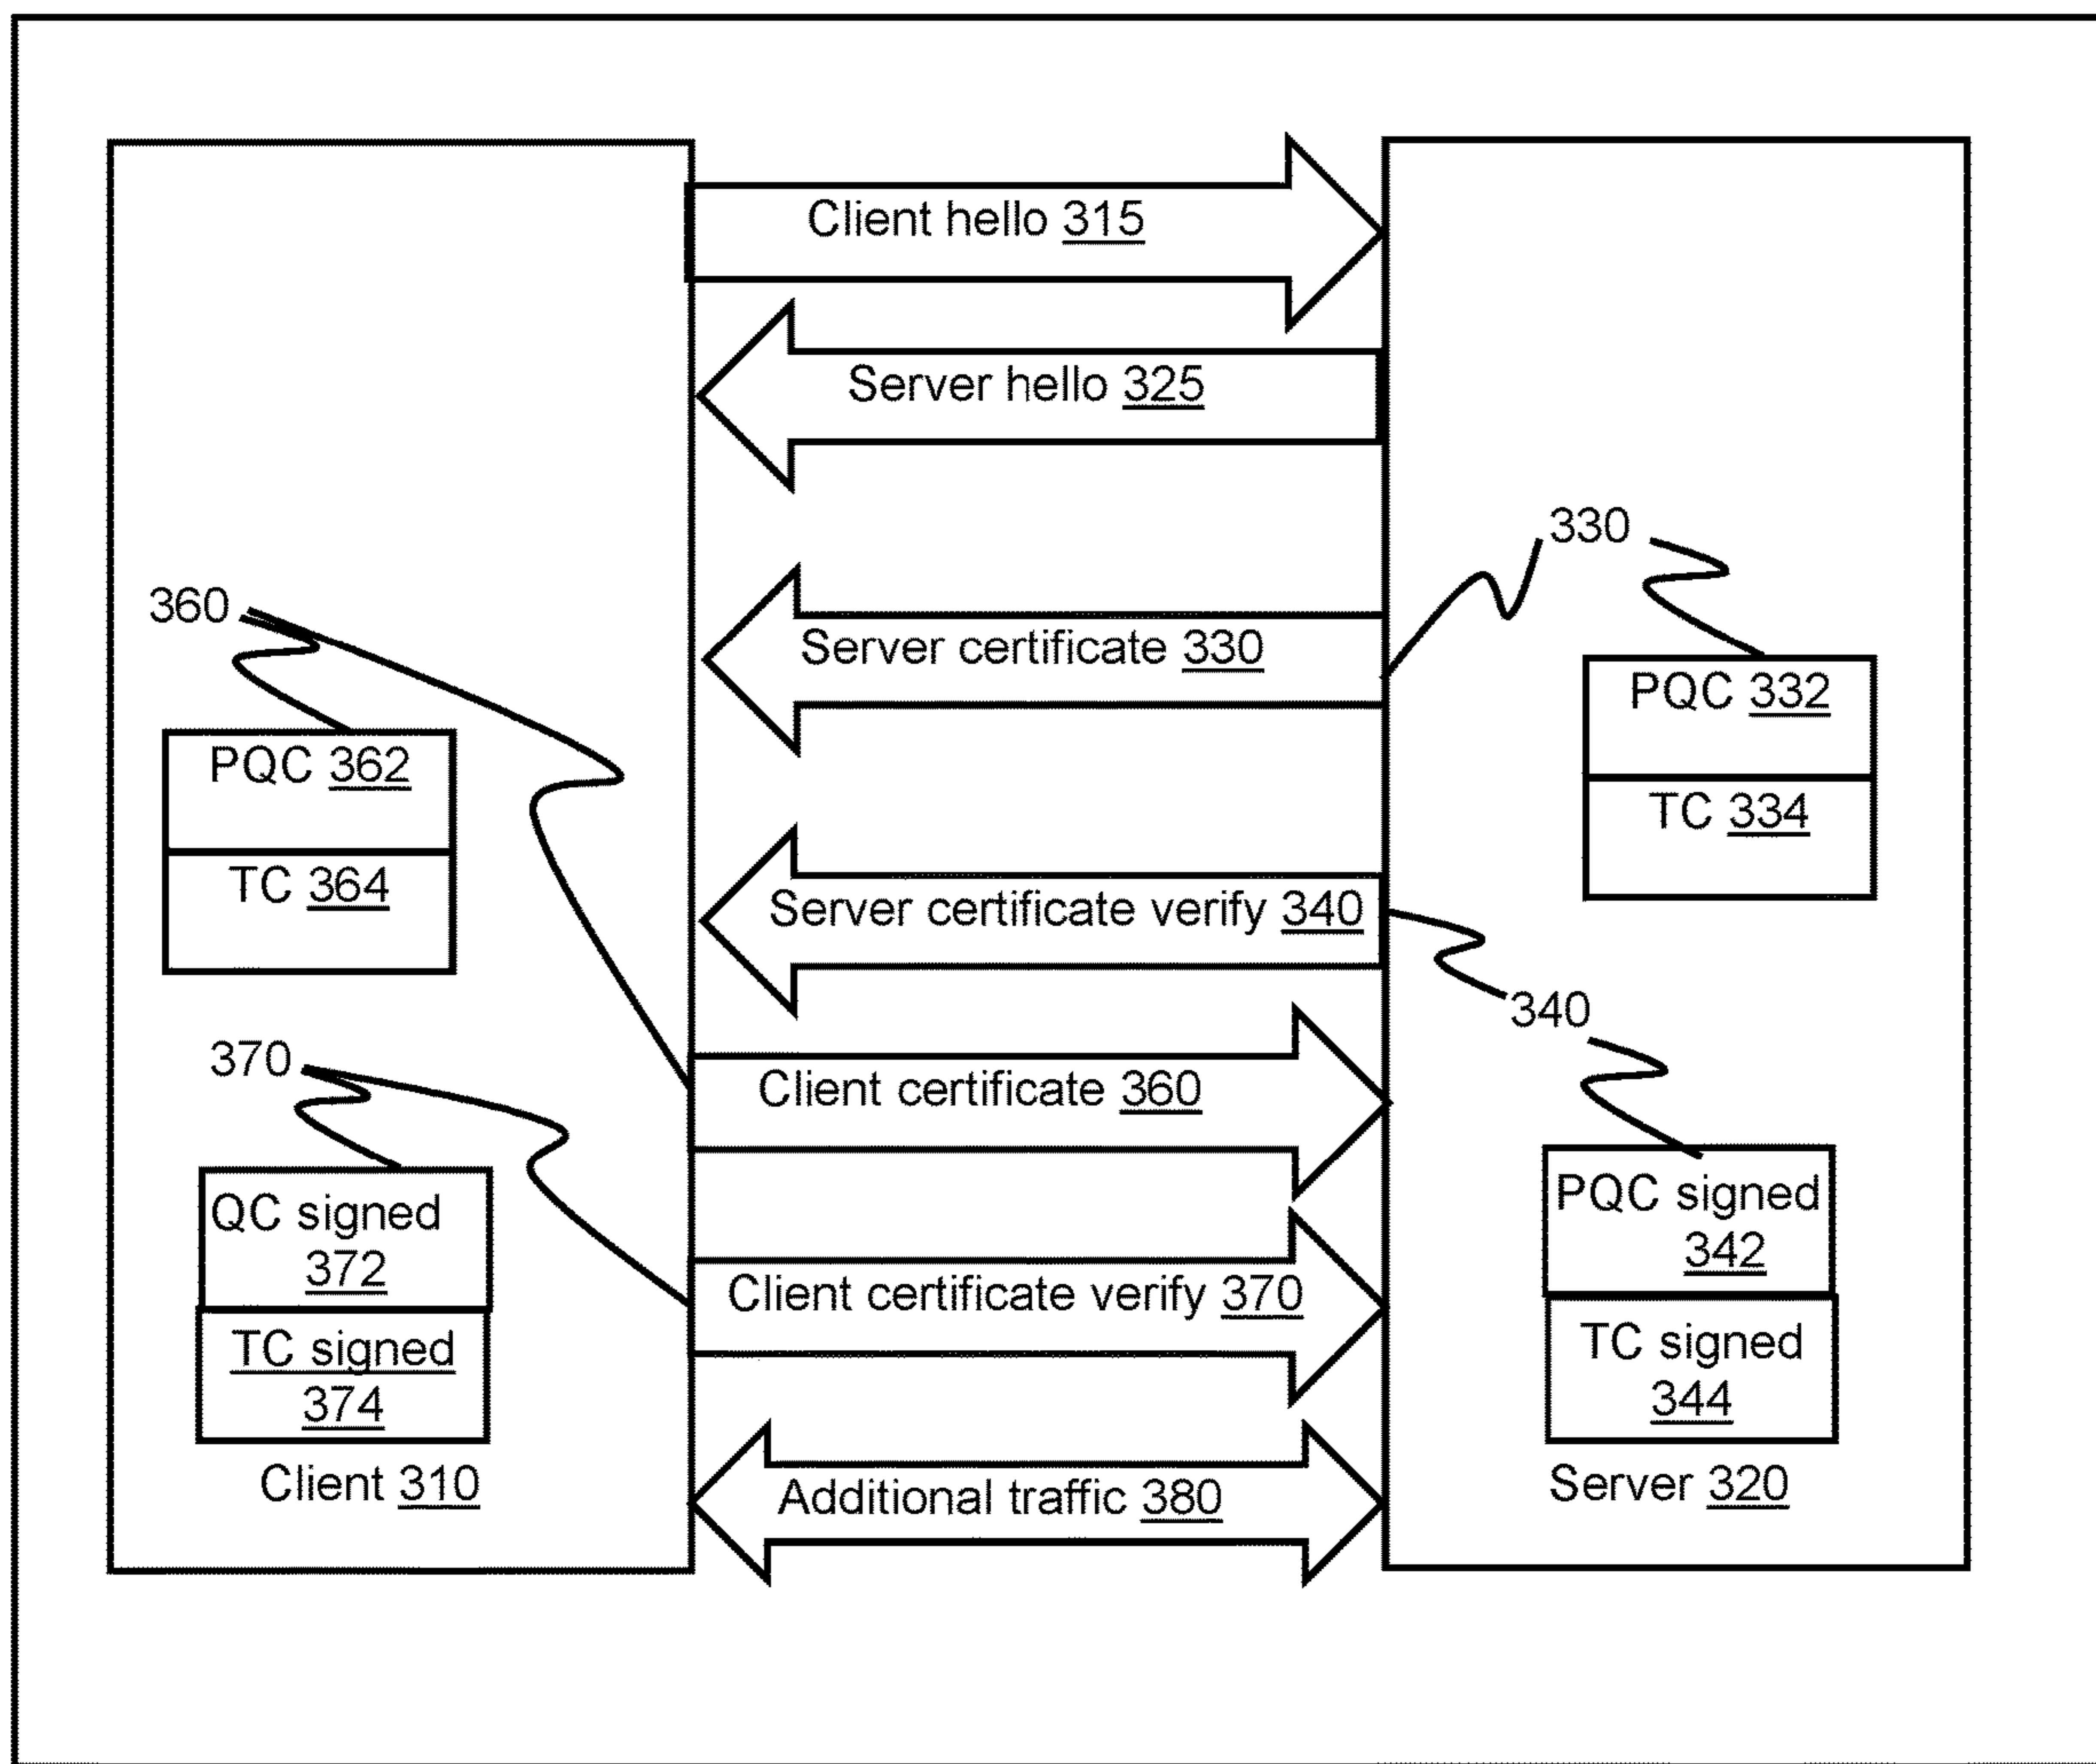 Client hello 315
Server hello 325
330
360
Server certificate 330
PQC 332
PQC 362
TC 334
TC 364
Server certificate verify 340
340
370
Client certificate 360
QC signed
372
PQC signed
342
Client certificate verify 370
TC signed
374
TC signed
344
Client 310
Additional traffic 380
Server 320